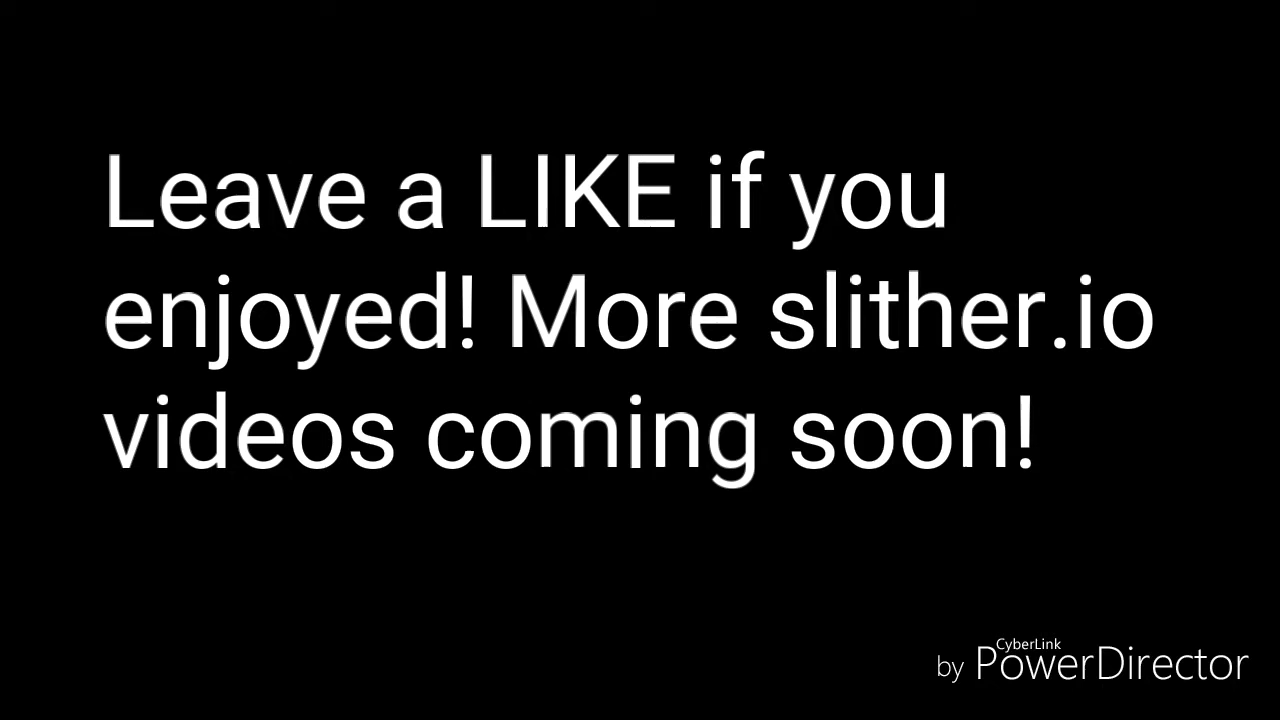 Leave a LIKE if you
enjoyed! More slither.io
videos coming soon!
CyberLink
by PowerDirector